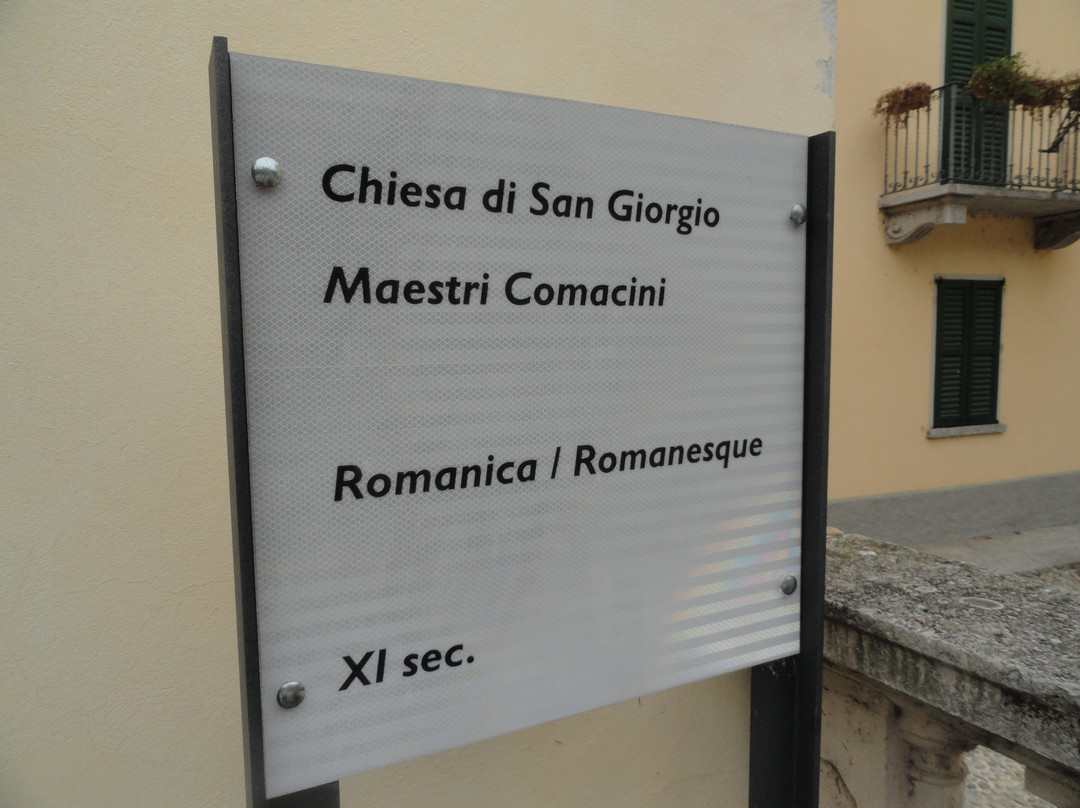 Chiesa di San Giorgio
Maestri Comacini
Romanica / Romanesque
XI sec.